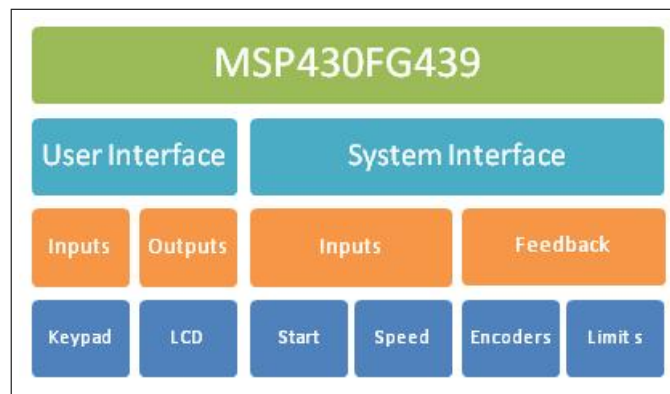 MSP430FG439
User Interface
System Interface
Inputs
Outputs
Inputs
Feedback
Keypad
LCD
Start
Speed
Encoders
Limit s